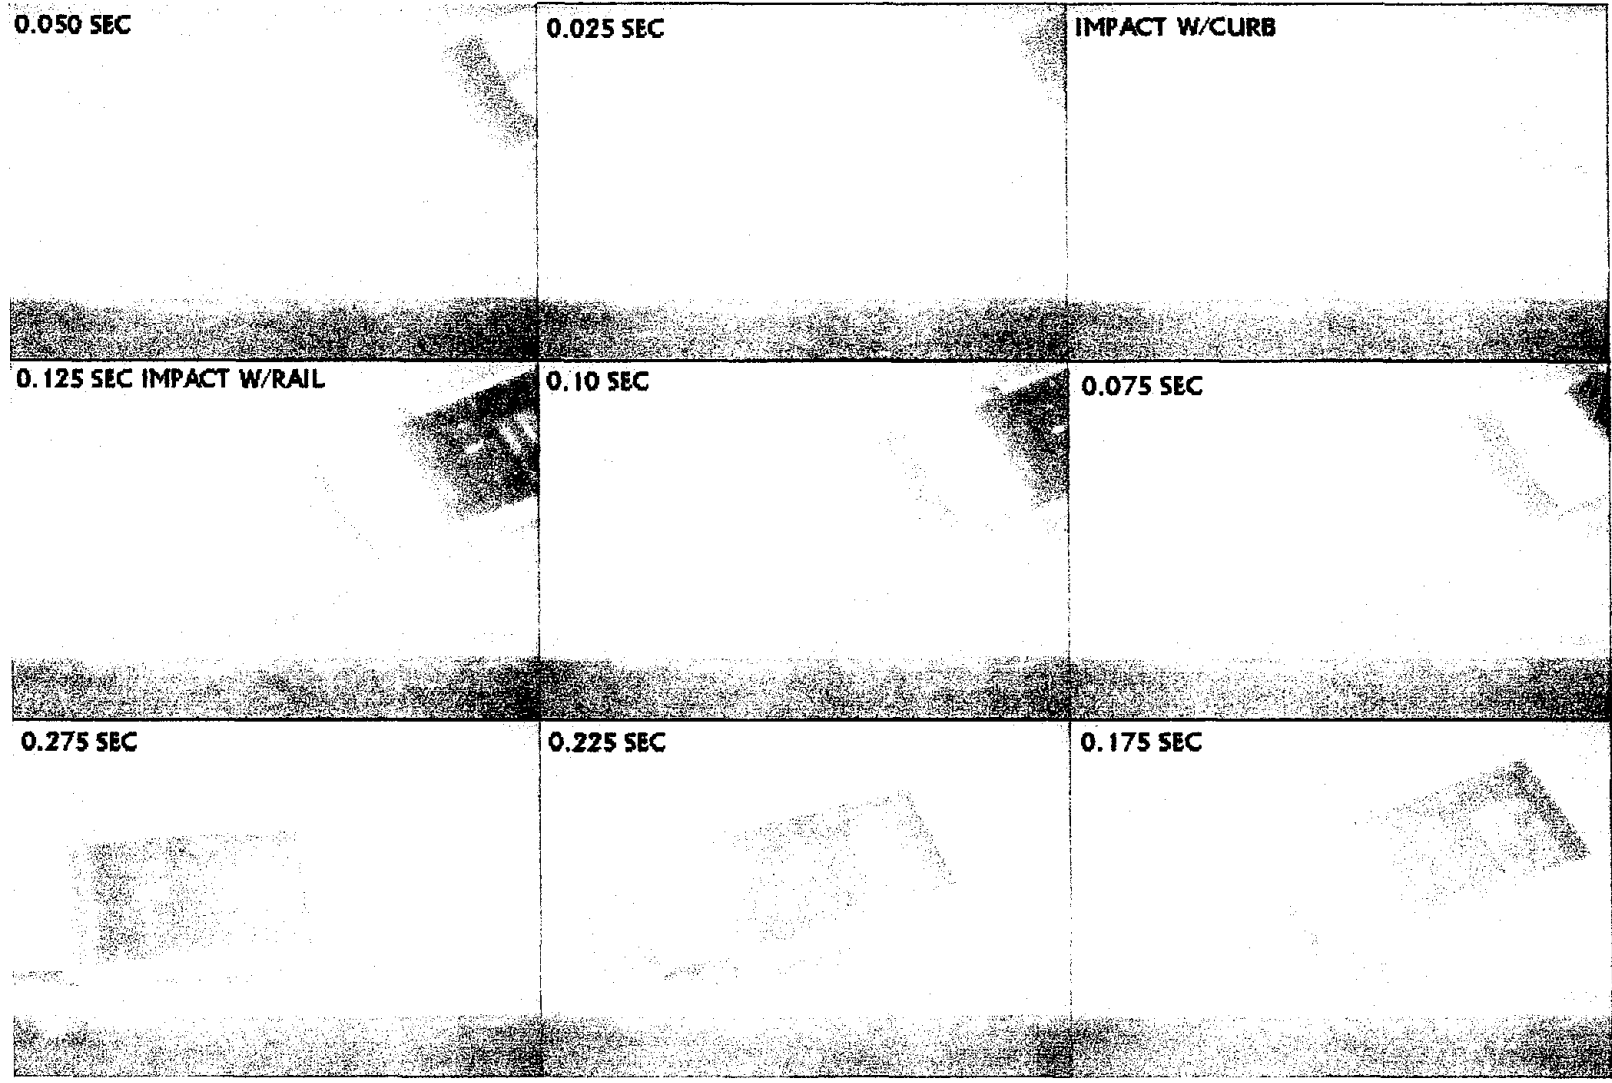 0.050 SEC
0.025 SEC
IMPACT W/CURB
0.125 SEC IMPACT W/RAIL
0.10 SEC
0.075 SEC
0.275 SEC
0.225 SEC
0.175 SEC